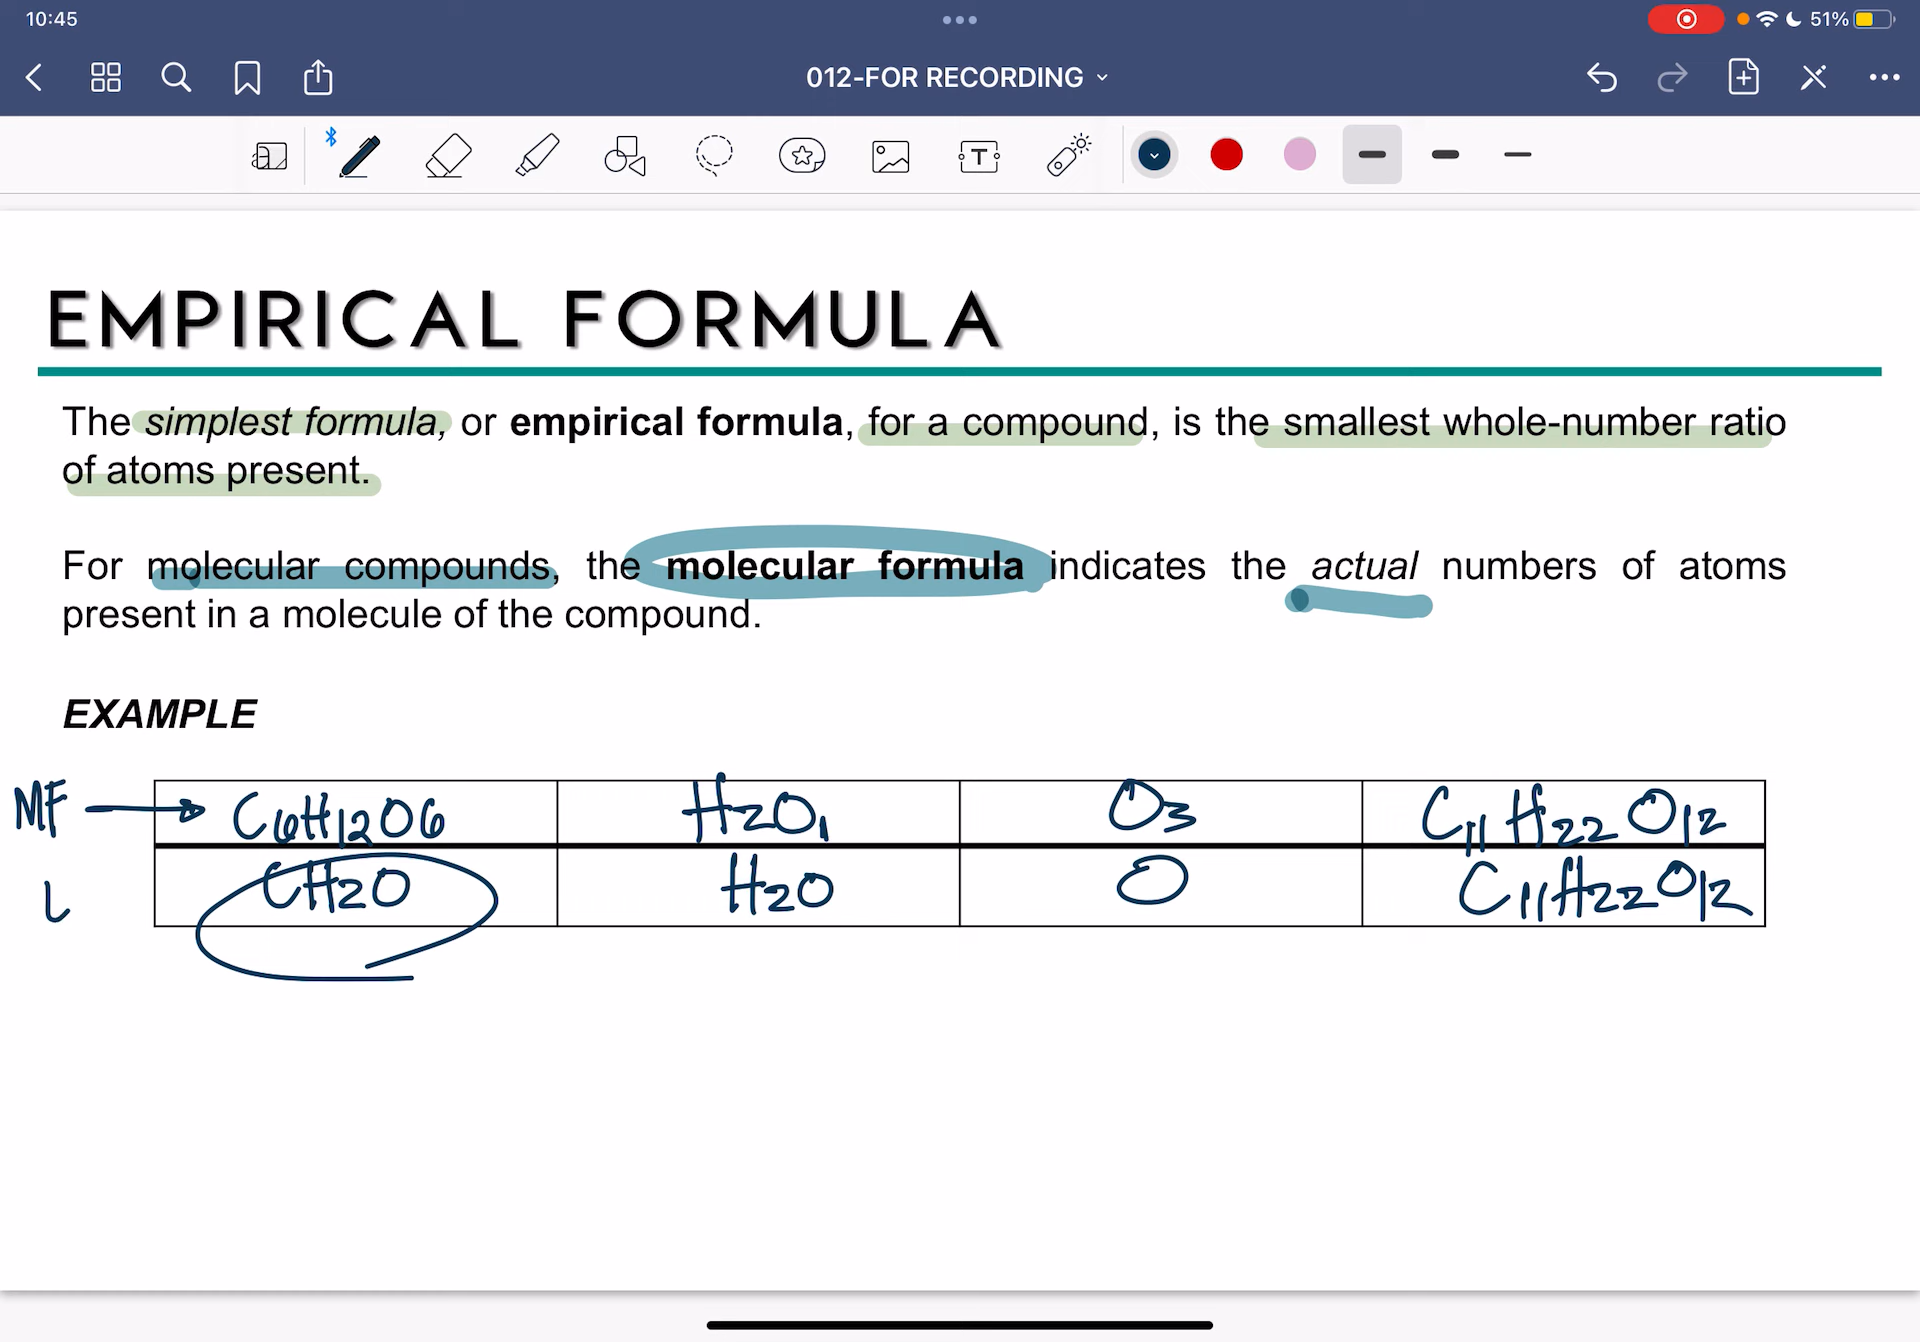 10:45
51%
012-FOR RECORDING
T
EMPIRICAL FORMULA
The simplest formula, or empirical formula, for a compound, is the smallest whole-number ratio
of atoms present.
For molecular compounds, the molecular formula indicates the actual numbers of atoms
present in a molecule of the compound.
EXAMPLE
MF → C6H12O6 H2O1 O3 C11H22O12
L CH2O H2O O C11H22O12